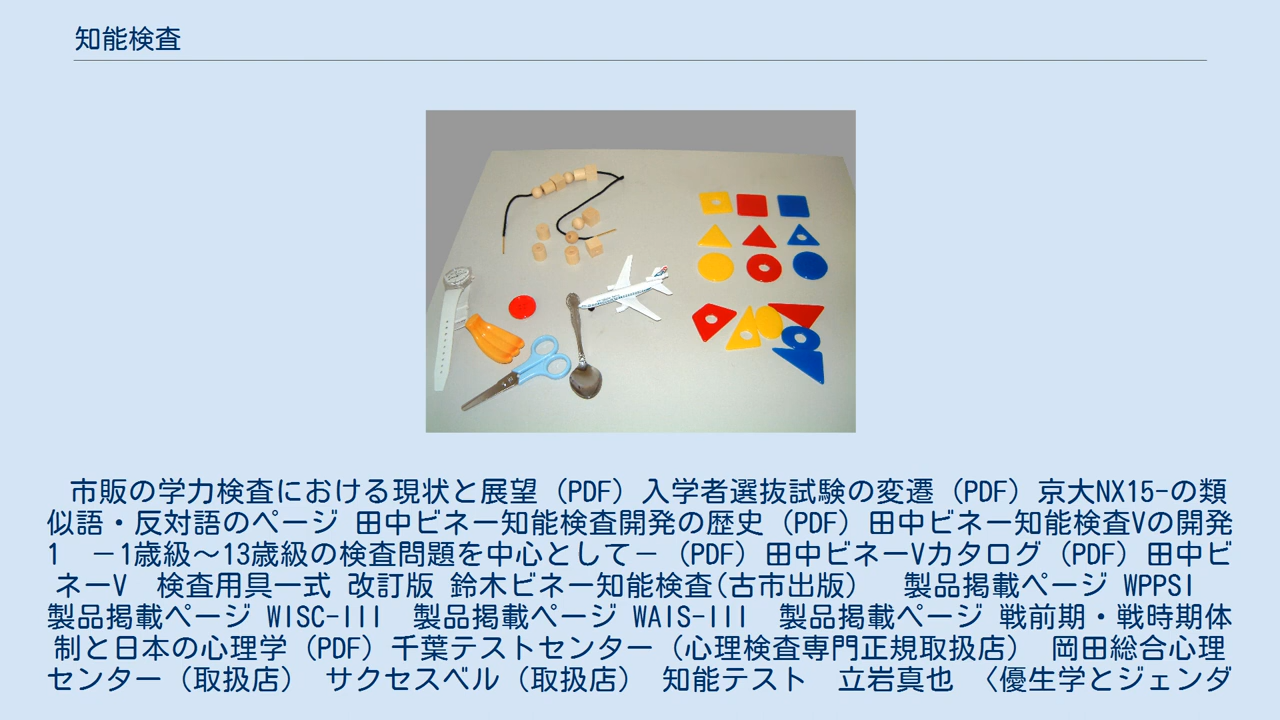 知能検査
市販の学力検査における現状と展望 (PDF) 入学者選抜試験の変遷 (PDF) 京大NX15-の類
似語・反対語のページ 田中ビネー知能検査開発の歴史 (PDF) 田中ビネー知能検査Vの開発
1 －1歳級～13歳級の検査問題を中心として－ (PDF) 田中ビネーVカタログ (PDF) 田中ビ
ネーV 検査用具一式 改訂版 鈴木ビネー知能検査(古市出版) 製品掲載ページ WPPSI
製品掲載ページ WISC-III 製品掲載ページ WAIS-III 製品掲載ページ 戦前期・戦時期体
制と日本の心理学 (PDF) 千葉テストセンター (心理検査専門正規取扱店) 岡田総合心理
センター (取扱店) サクセスベル (取扱店) 知能テスト 立岩真也 〈優生学とジェンダ